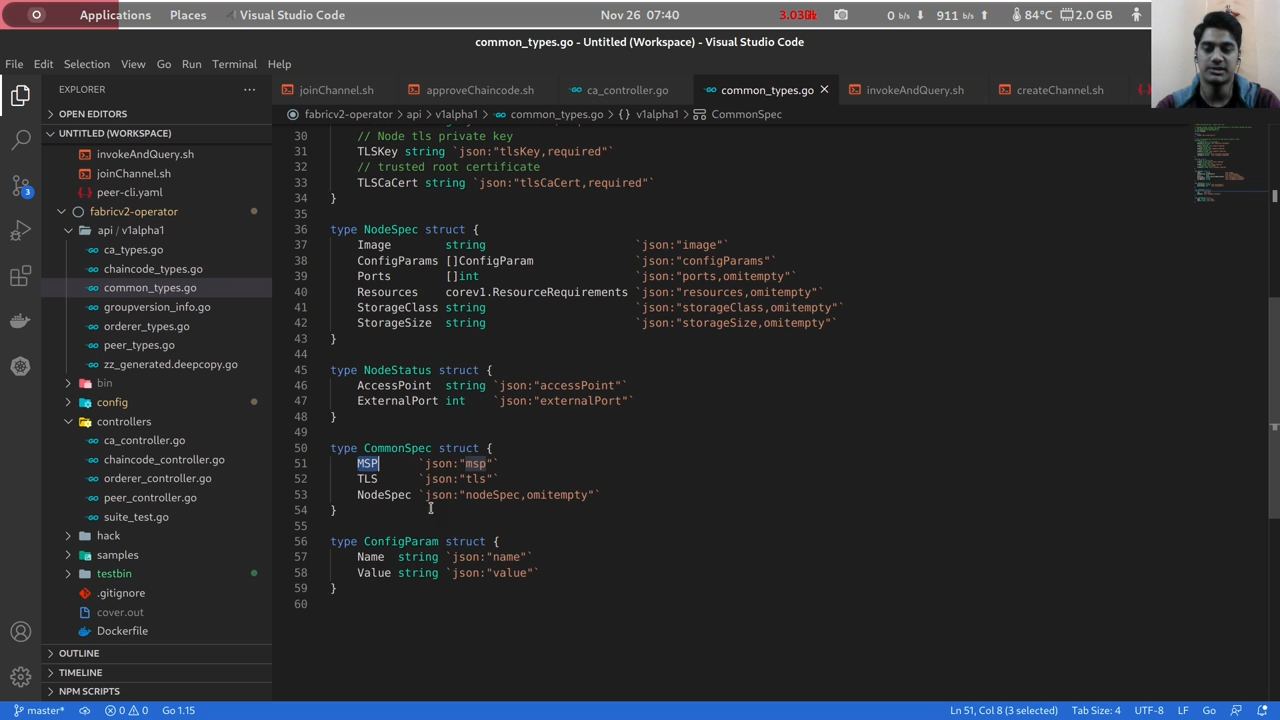 Applications Places Visual Studio Code Nov 26 07:40 0 b/s 911 b/s 84°C 2.0 GB
common_types.go - Untitled (Workspace) - Visual Studio Code
File Edit Selection View Go Run Terminal Help
EXPLORER ... joinChannel.sh approveChaincode.sh ca_controller.go common_types.go invokeAndQuery.sh createChannel.sh
OPEN EDITORS
fabricv2-operator > api > v1alpha1 > common_types.go > {} v1alpha1 > CommonSpec
UNTITLED (WORKSPACE)
invokeAndQuery.sh
joinChannel.sh
peer-cli.yaml
fabricv2-operator
api / v1alpha1
ca_types.go
chaincode_types.go
common_types.go
groupversion_info.go
orderer_types.go
peer_types.go
zz_generated.deepcopy.go
bin
config
controllers
ca_controller.go
chaincode_controller.go
orderer_controller.go
peer_controller.go
suite_test.go
hack
samples
testbin
.gitignore
cover.out
Dockerfile
OUTLINE
TIMELINE
NPM SCRIPTS
3
30 // Node tls private key
31 TLSKey string `json:"tlsKey,required"`
32 // trusted root certificate
33 TLSCaCert string `json:"tlsCaCert,required"`
34 }
35
36 type NodeSpec struct {
37 Image string `json:"image"`
38 ConfigParams []ConfigParam `json:"configParams"`
39 Ports []int `json:"ports,omitempty"`
40 Resources corev1.ResourceRequirements `json:"resources,omitempty"`
41 StorageClass string `json:"storageClass,omitempty"`
42 StorageSize string `json:"storageSize,omitempty"`
43 }
44
45 type NodeStatus struct {
46 AccessPoint string `json:"accessPoint"`
47 ExternalPort int `json:"externalPort"`
48 }
49
50 type CommonSpec struct {
51 MSP `json:"msp"`
52 TLS `json:"tls"`
53 NodeSpec `json:"nodeSpec,omitempty"`
54 }
55
56 type ConfigParam struct {
57 Name string `json:"name"`
58 Value string `json:"value"`
59 }
60
master* 0 0 Go 1.15 Ln 51, Col 8 (3 selected) Tab Size: 4 UTF-8 LF Go